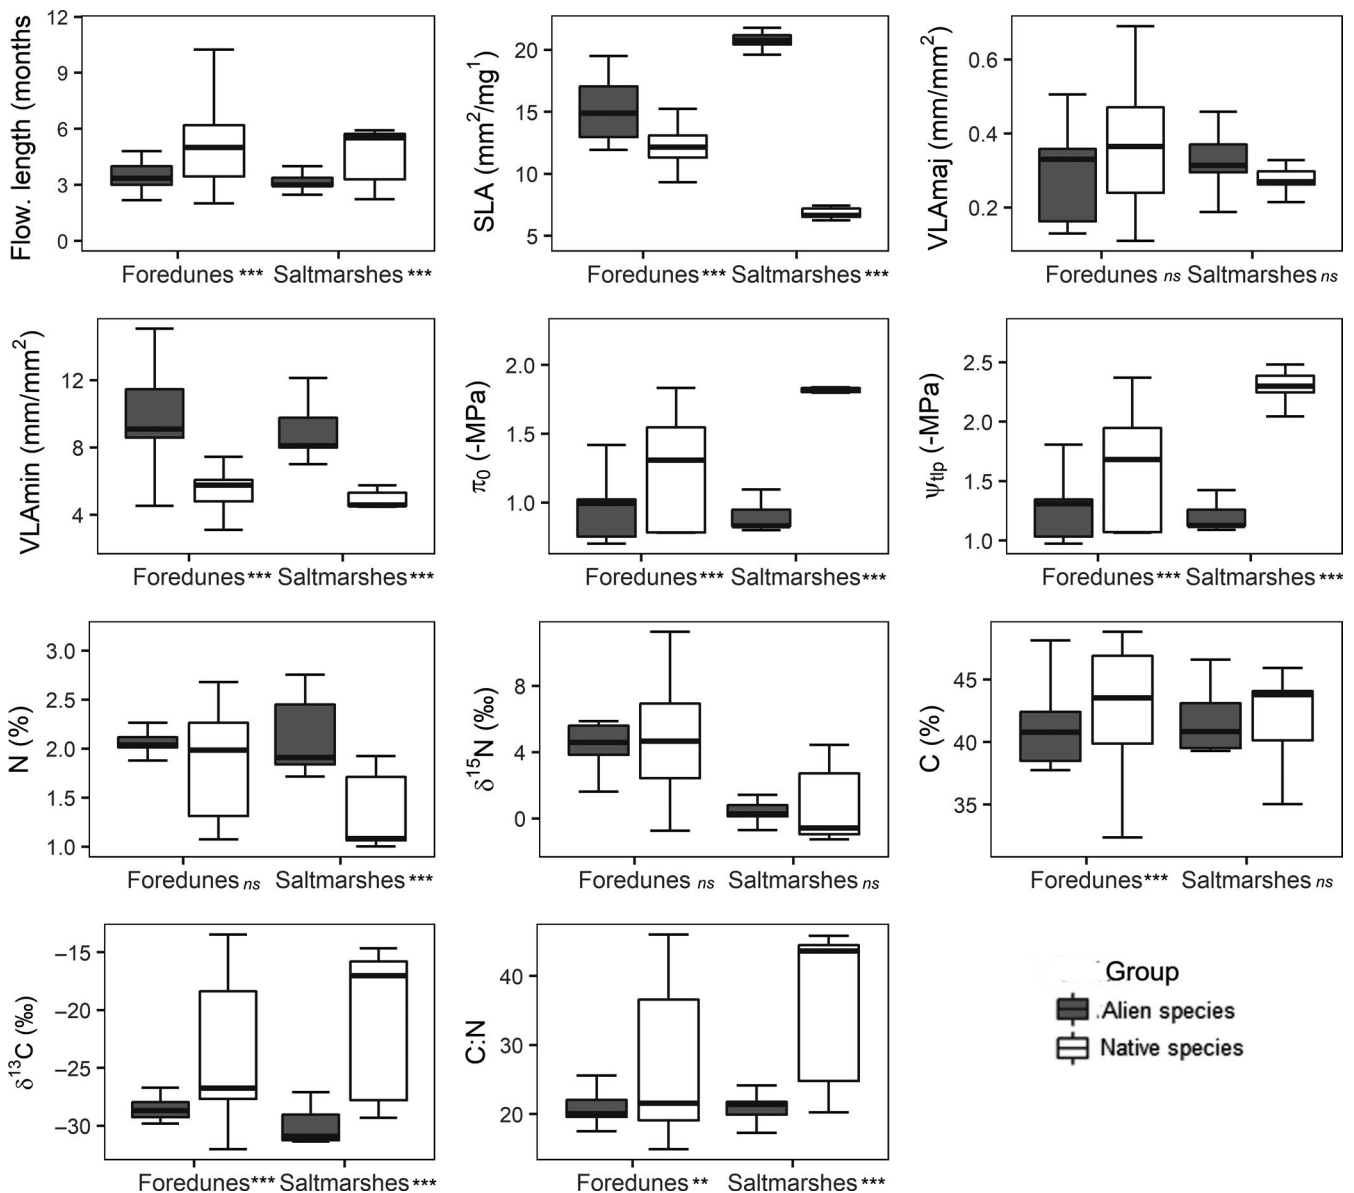 Flow. length (months)
12
9
6
3
0
Foredunes *** Saltmarshes ***
SLA (mm²/mg¹)
20
15
10
5
Foredunes *** Saltmarshes ***
VLAmaj (mm/mm²)
0.6
0.4
0.2
Foredunes ns Saltmarshes ns
VLAmin (mm/mm²)
12
8
4
Foredunes *** Saltmarshes ***
π₀ (-MPa)
2.0
1.5
1.0
Foredunes *** Saltmarshes ***
ψtlp (-MPa)
2.5
2.0
1.5
1.0
Foredunes *** Saltmarshes ***
N (%)
3.0
2.5
2.0
1.5
1.0
Foredunes ns Saltmarshes ***
δ¹⁵N (‰)
8
4
0
Foredunes ns Saltmarshes ns
C (%)
45
40
35
Foredunes *** Saltmarshes ns
δ¹³C (‰)
−15
−20
−25
−30
Foredunes *** Saltmarshes ***
C:N
40
30
20
Foredunes ** Saltmarshes ***
Group
Alien species
Native species